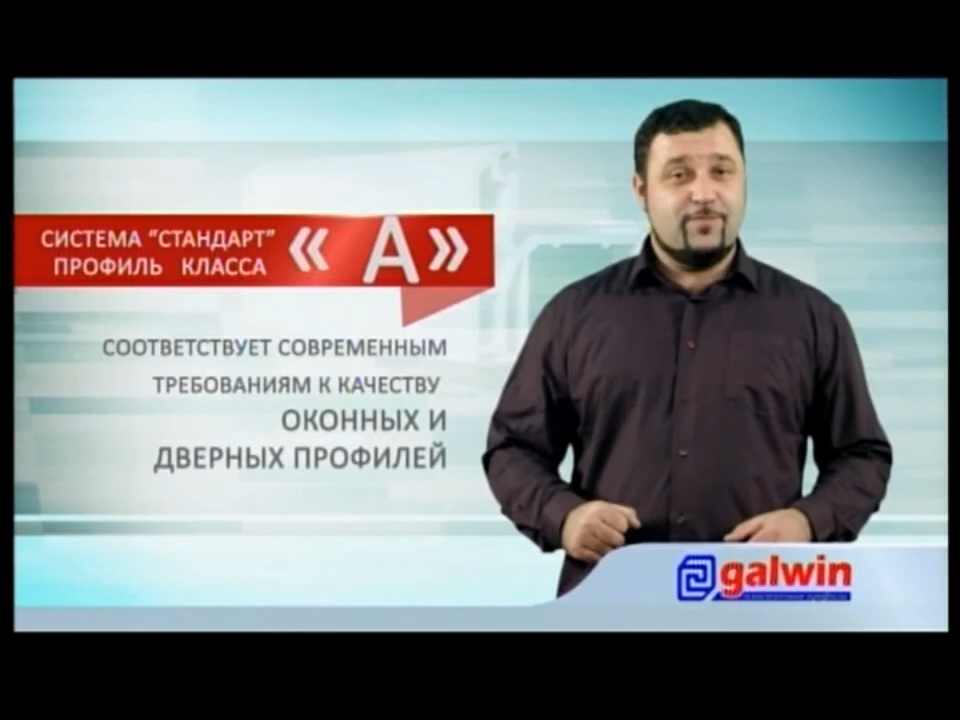 СИСТЕМА “СТАНДАРТ”
ПРОФИЛЬ КЛАССА
« А»
СООТВЕТСТВУЕТ СОВРЕМЕННЫМ
ТРЕБОВАНИЯМ К КАЧЕСТВУ
ОКОННЫХ И
ДВЕРНЫХ ПРОФИЛЕЙ
galwin